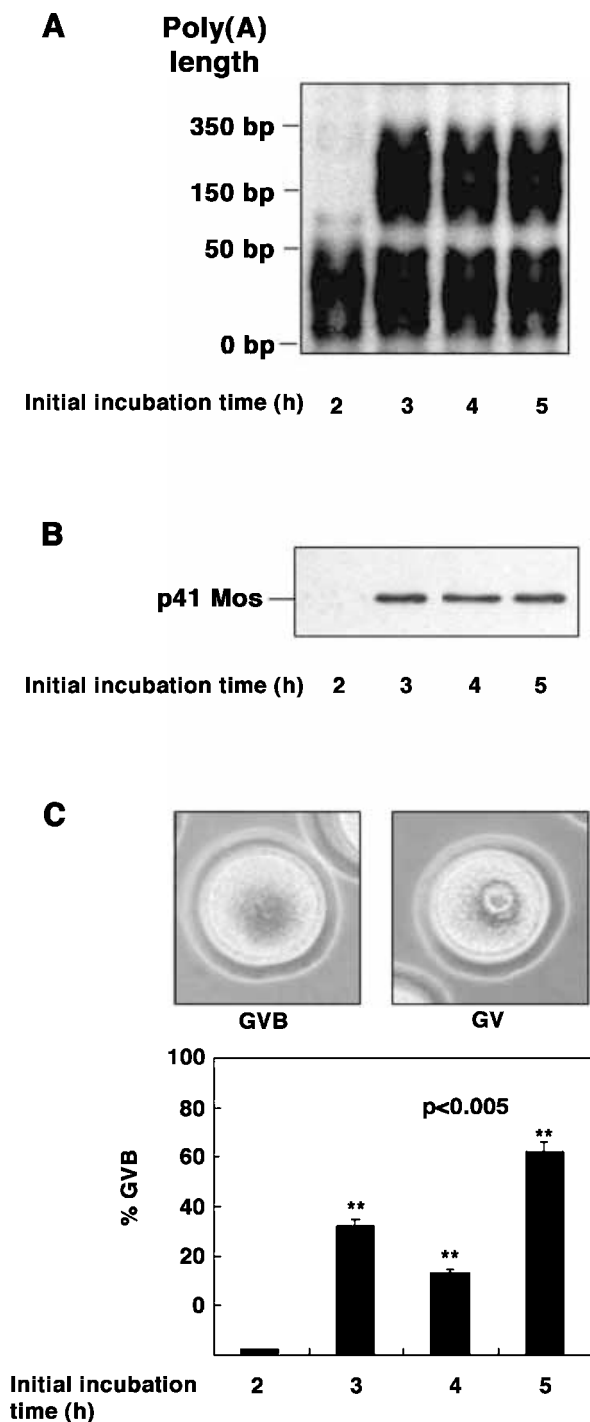 A
Poly(A)
length
350 bp
150 bp
50 bp
0 bp
Initial incubation time (h) 2 3 4 5
B
p41 Mos
Initial incubation time (h) 2 3 4 5
C
GVB GV
100
80
60
40
20
0
% GVB
p<0.005
** ** **
Initial incubation
time (h) 2 3 4 5